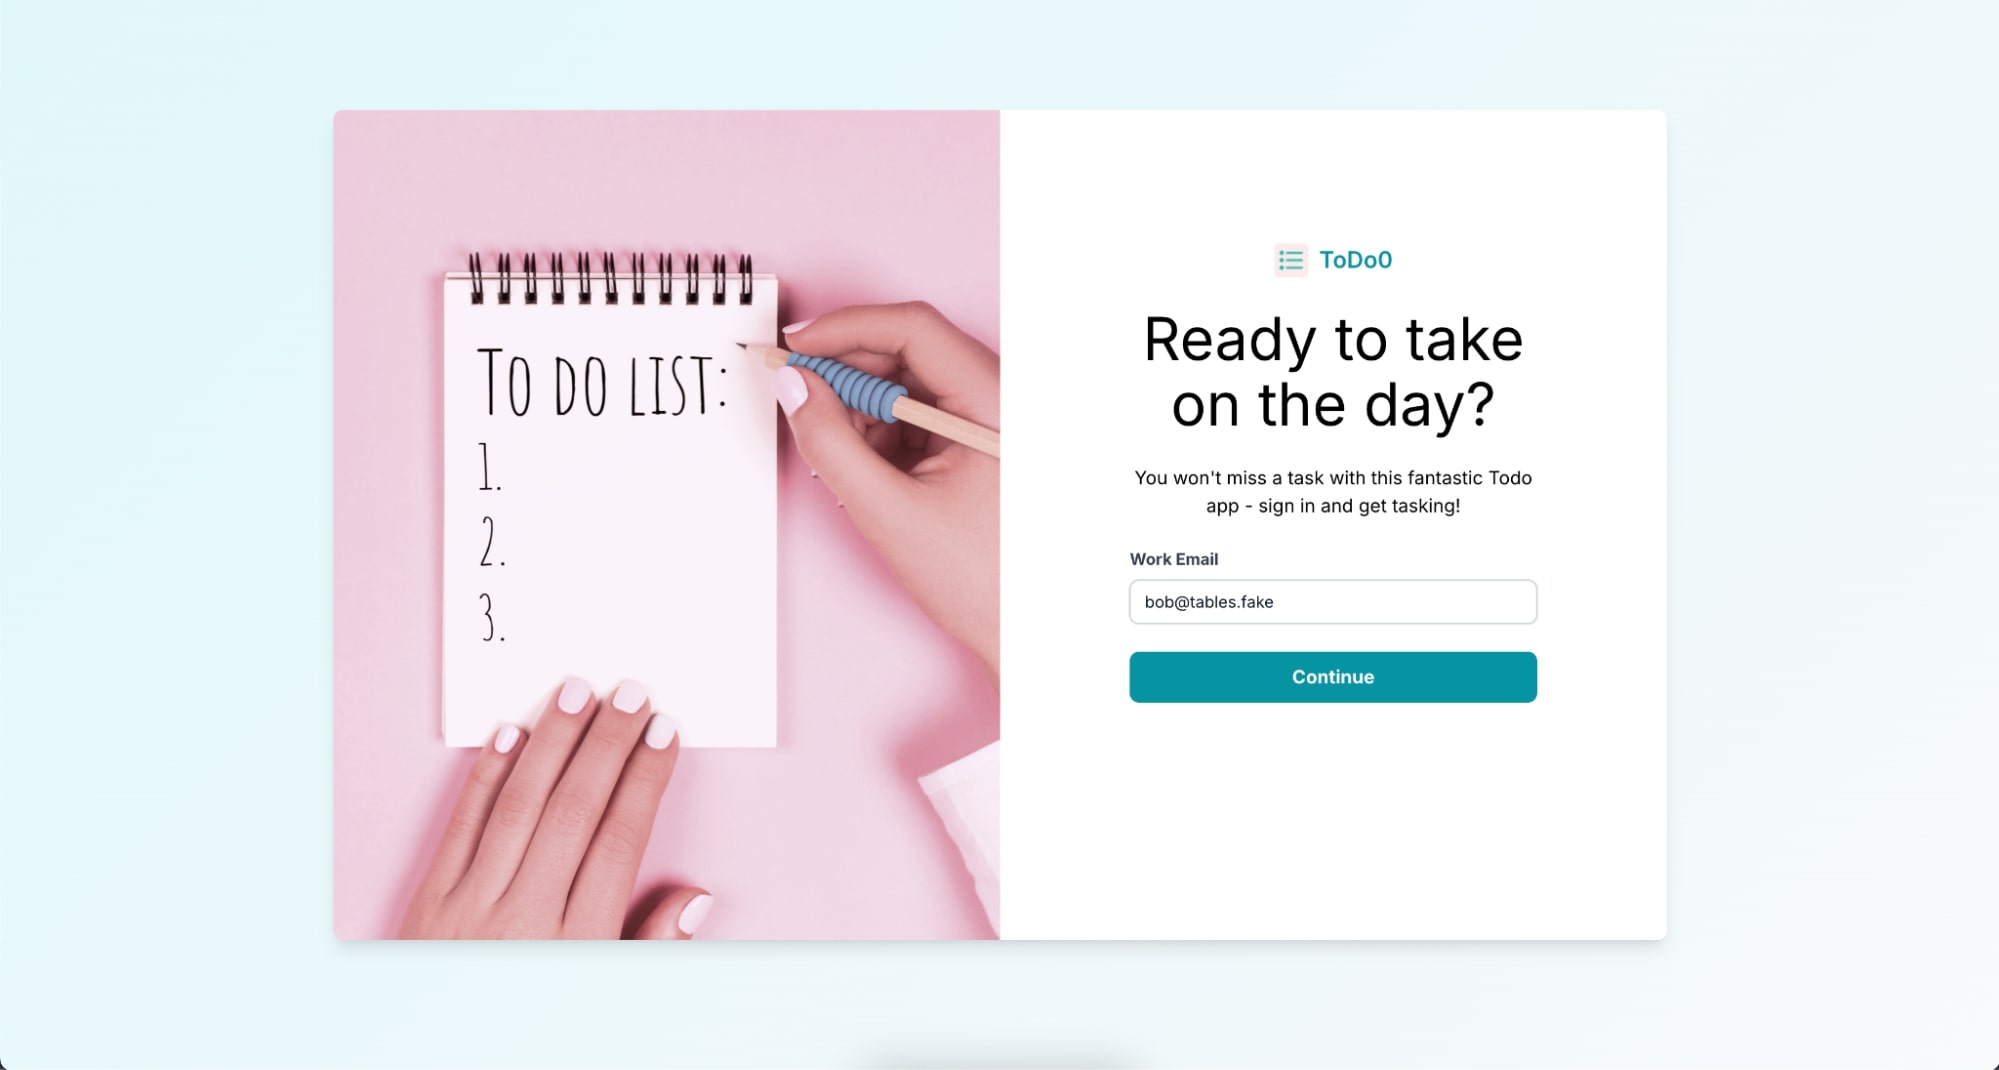 To do list:
1.
2.
3.
ToDo0
Ready to take
on the day?
You won't miss a task with this fantastic Todo
app - sign in and get tasking!
Work Email
bob@tables.fake
Continue